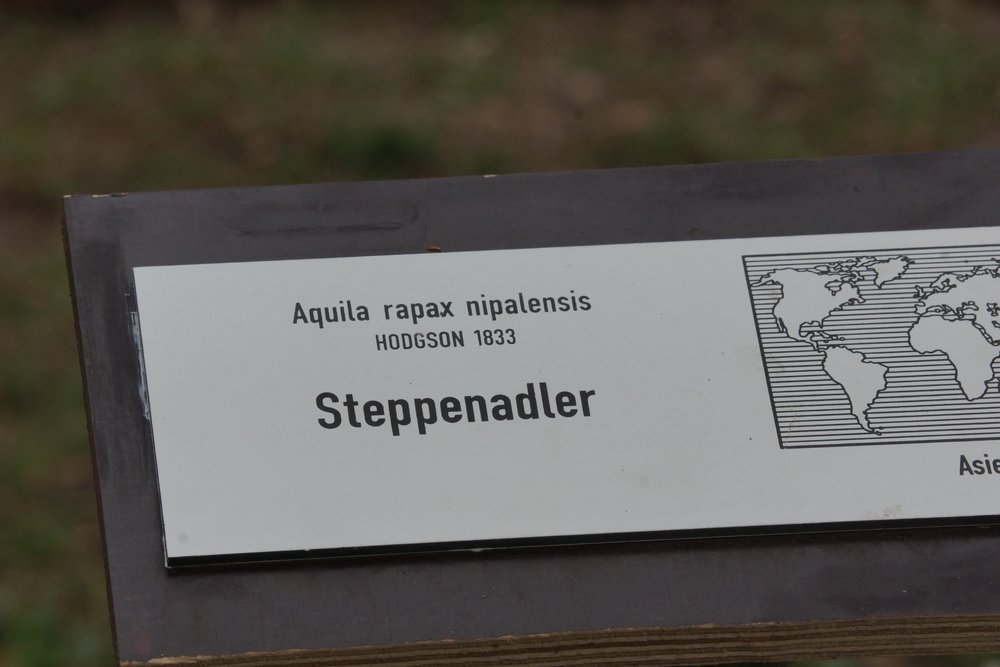 Aquila rapax nipalensis
HODGSON 1833
Steppenadler